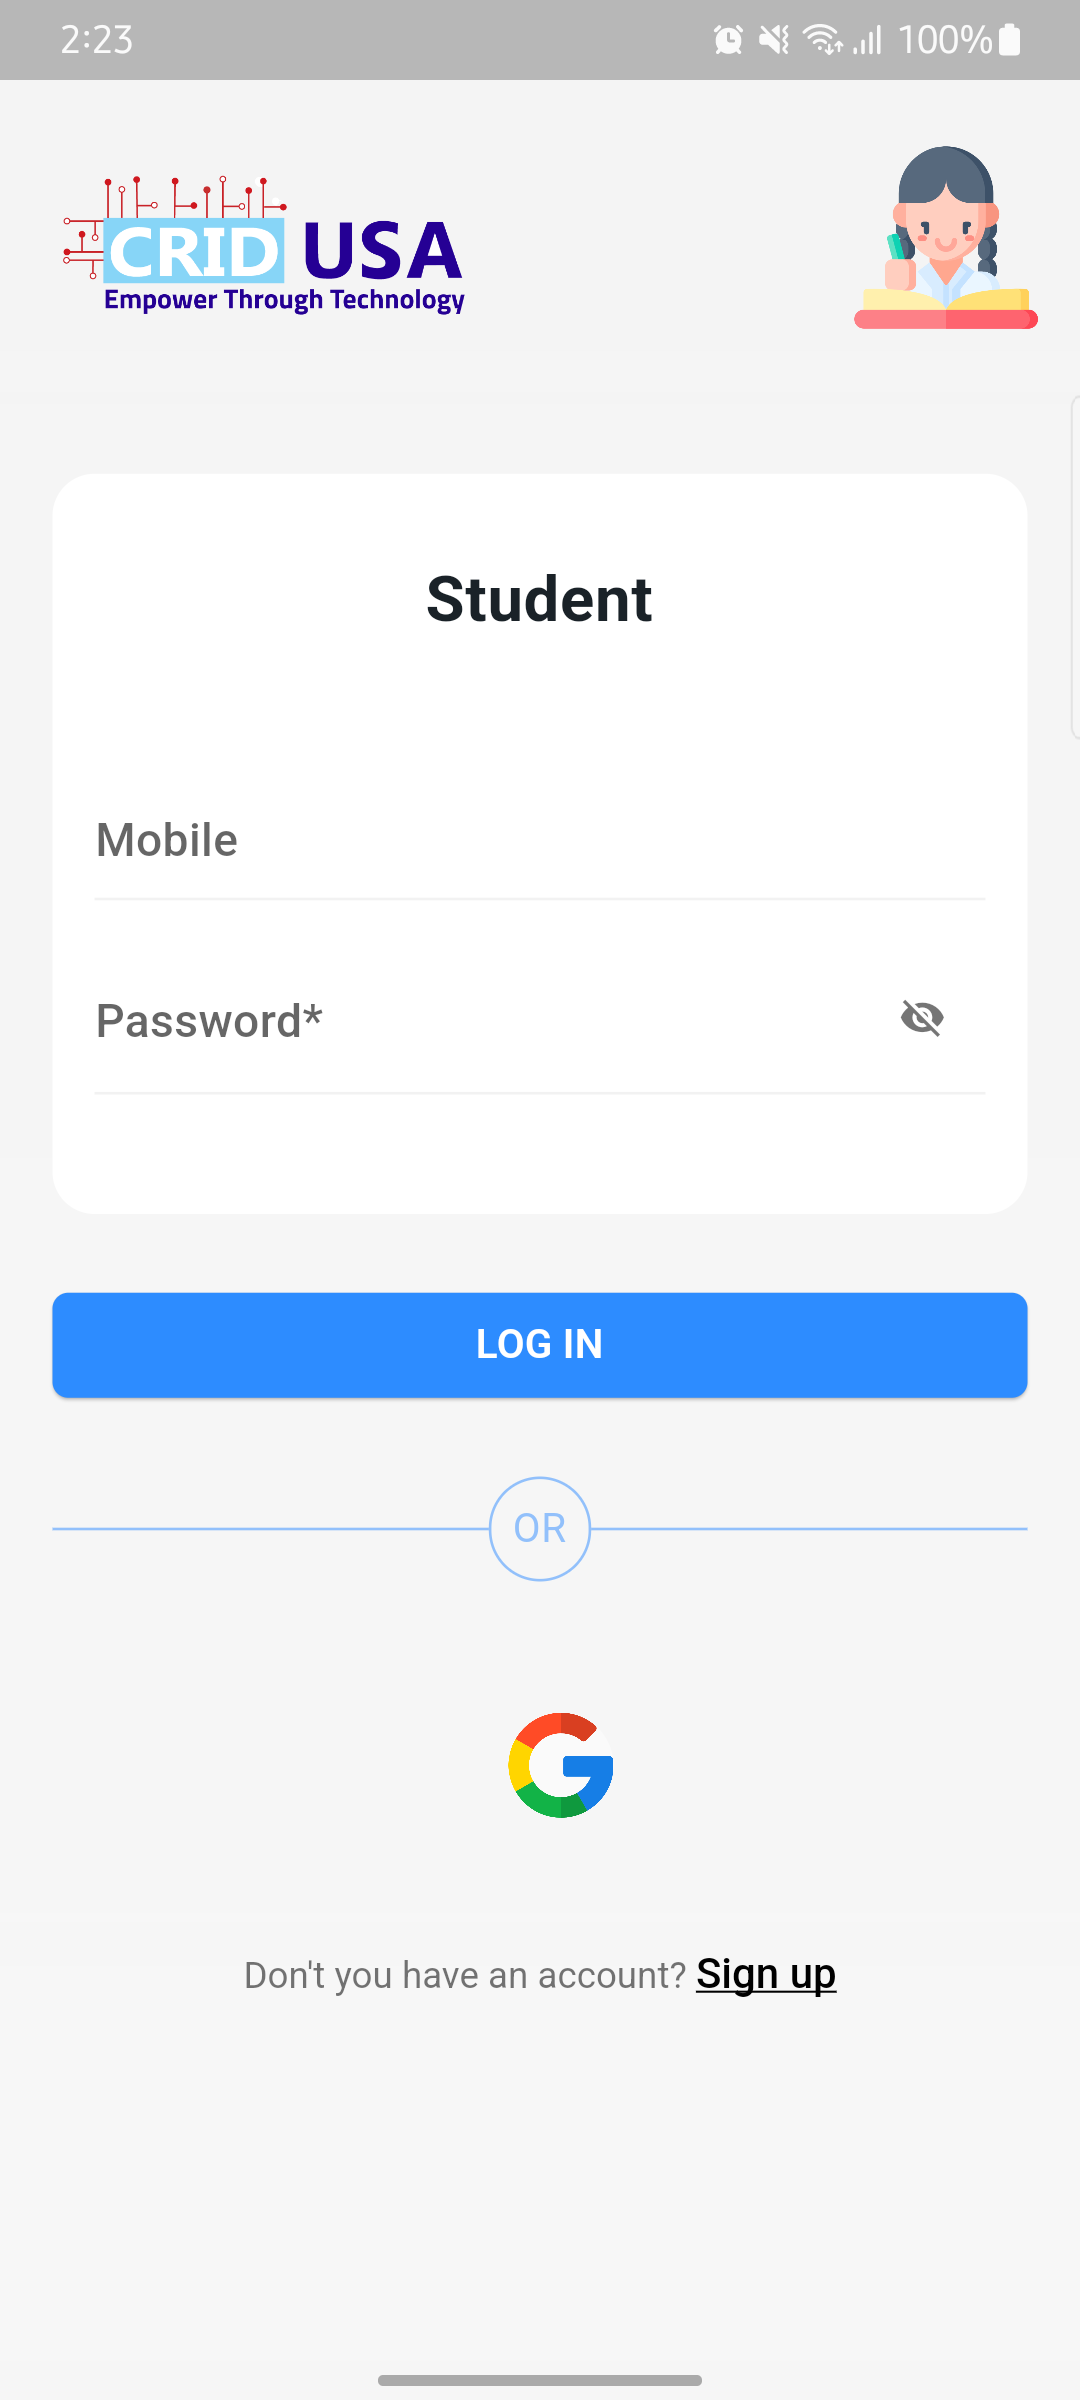 2:23
100%
CRID USA
Empower Through Technology
Student
Mobile
Password*
LOG IN
OR
Don't you have an account? Sign up